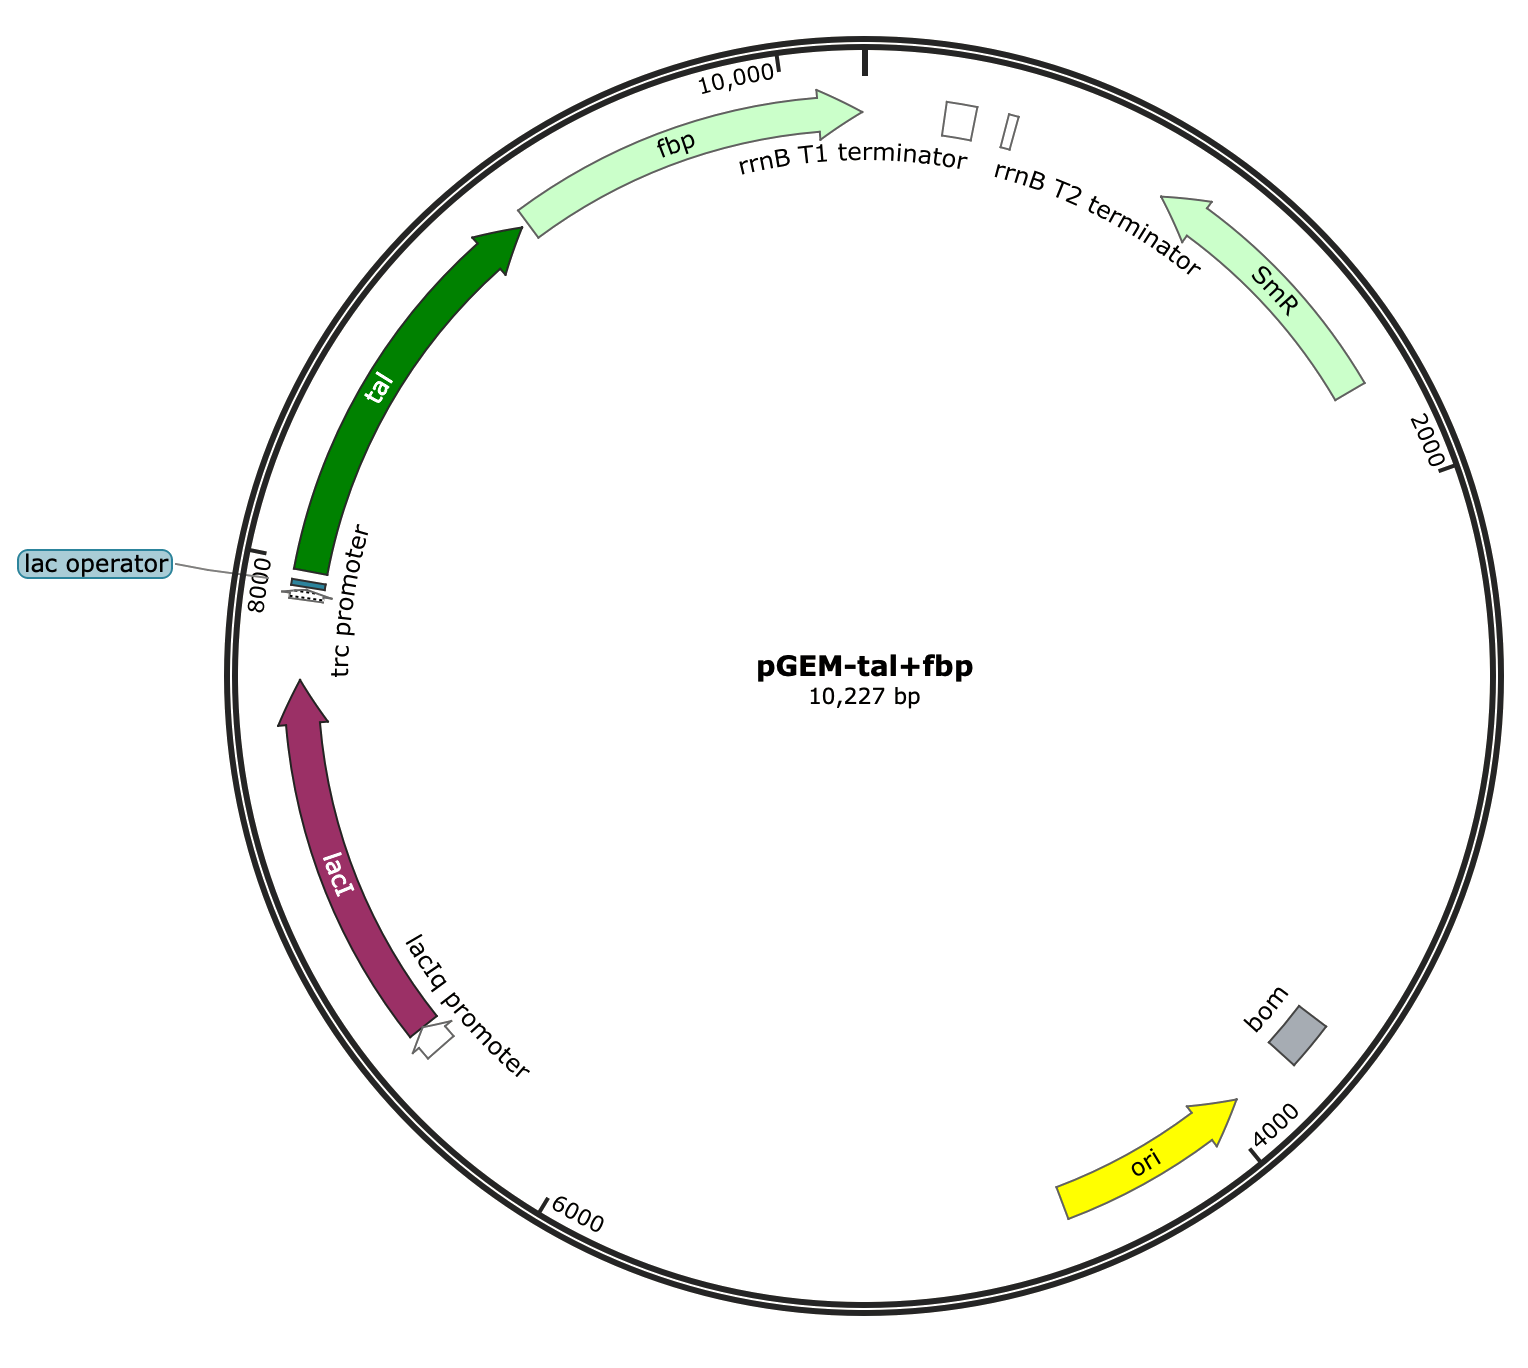 10,000
fbp
rrnB T1 terminator
rrnB T2 terminator
SmR
2000
tal
lac operator
8000
trc promoter
pGEM-tal+fbp
10,227 bp
lacI
lacIq promoter
bom
4000
ori
6000